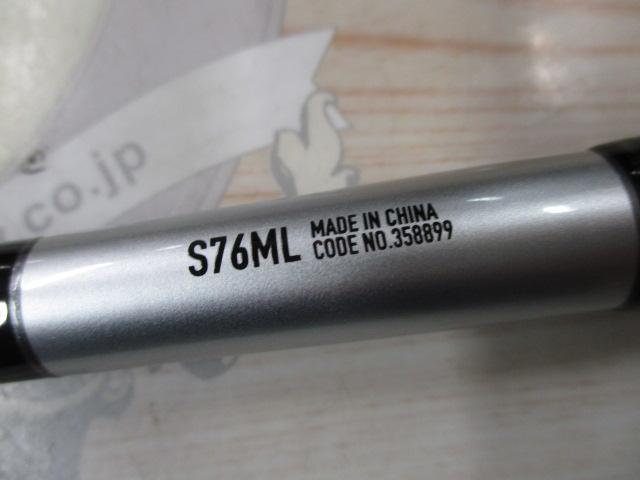 .co.jp
S76ML
MADE IN CHINA
CODE NO.358899